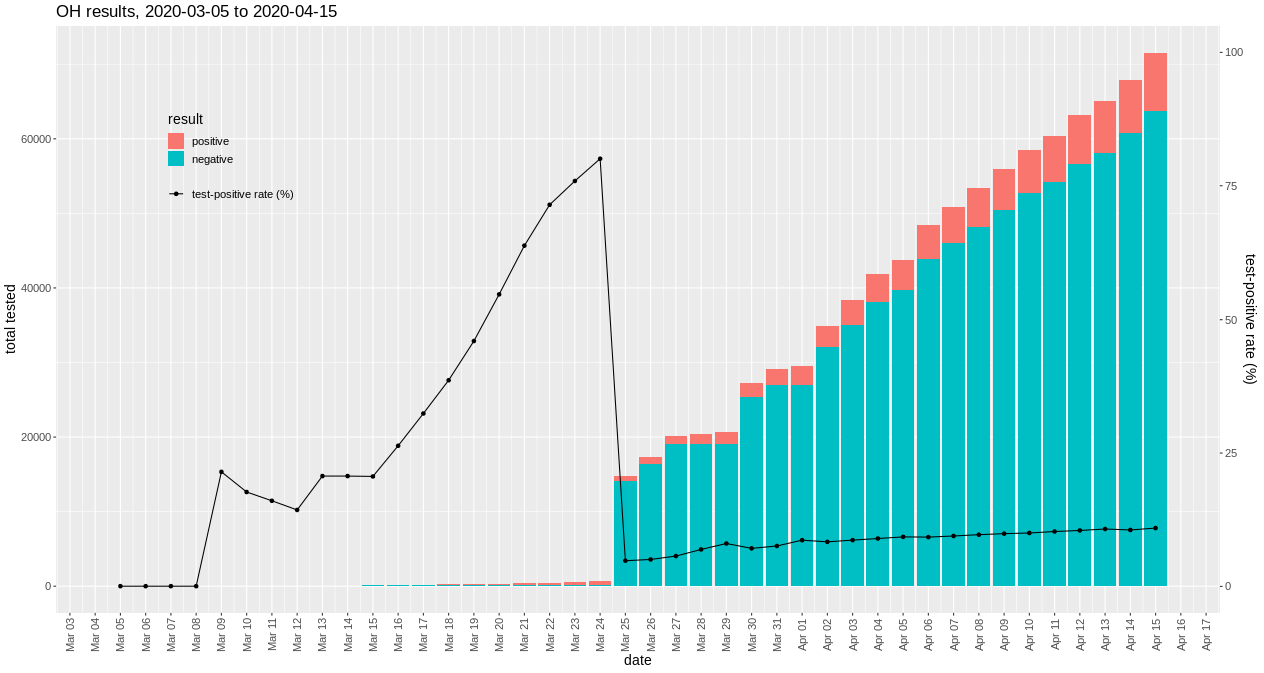 OH results, 2020-03-05 to 2020-04-15
result
positive
negative
test-positive rate (%)
total tested
60000
40000
20000
0
100
75
50
25
0
test-positive rate (%)
Mar 03
Mar 04
Mar 05
Mar 06
Mar 07
Mar 08
Mar 09
Mar 10
Mar 11
Mar 12
Mar 13
Mar 14
Mar 15
Mar 16
Mar 17
Mar 18
Mar 19
Mar 20
Mar 21
Mar 22
Mar 23
Mar 24
Mar 25
Mar 26
Mar 27
Mar 28
Mar 29
Mar 30
Mar 31
Apr 01
Apr 02
Apr 03
Apr 04
Apr 05
Apr 06
Apr 07
Apr 08
Apr 09
Apr 10
Apr 11
Apr 12
Apr 13
Apr 14
Apr 15
Apr 16
Apr 17
date